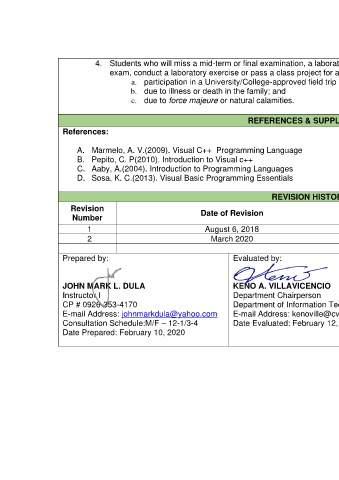 4. Students who will miss a mid-term or final examination, a laborat
exam, conduct a laboratory exercise or pass a class project for a
a. participation in a University/College-approved field trip
b. due to illness or death in the family; and
c. due to force majeure or natural calamities.
REFERENCES & SUPPL
References:
A. Marmelo, A. V.(2009). Visual C++ Programming Language
B. Pepito, C. P(2010). Introduction to Visual c++
C. Aaby, A.(2004). Introduction to Programming Languages
D. Sosa, K. C.(2013). Visual Basic Programming Essentials
REVISION HISTOR
Revision Number
Date of Revision
1 August 6, 2018
2 March 2020
Prepared by:
JOHN MARK L. DULA
Instructor I
CP # 0926-353-4170
E-mail Address: johnmarkdula@yahoo.com
Consultation Schedule:M/F – 12-1/3-4
Date Prepared: February 10, 2020
Evaluated by:
KENO A. VILLAVICENCIO
Department Chairperson
Department of Information Te
E-mail Address: kenoville@cv
Date Evaluated: February 12,